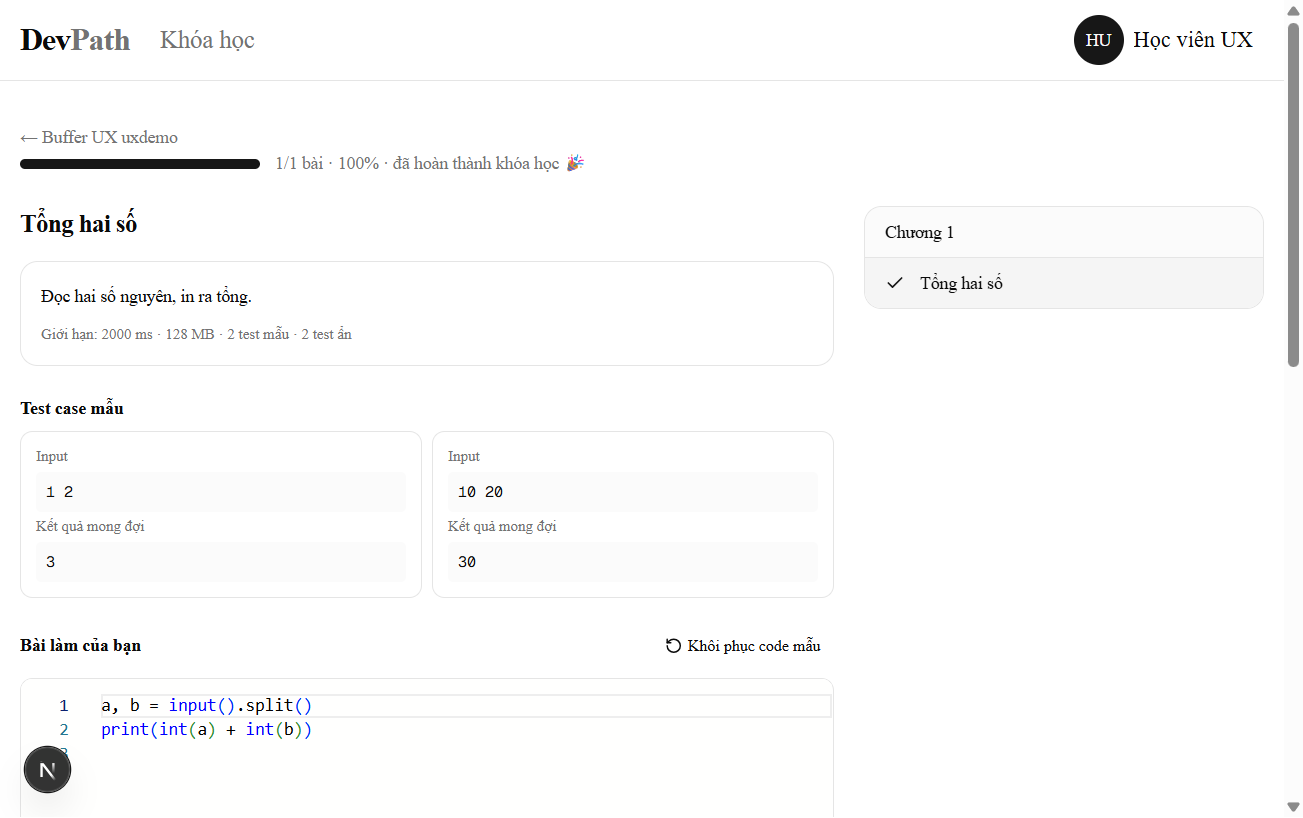 DevPath Khóa học HU Học viên UX
← Buffer UX uxdemo
1/1 bài · 100% · đã hoàn thành khóa học 🎉
Tổng hai số
Đọc hai số nguyên, in ra tổng.
Giới hạn: 2000 ms · 128 MB · 2 test mẫu · 2 test ẩn
Chương 1
✓ Tổng hai số
Test case mẫu
Input
1 2
Kết quả mong đợi
3
Input
10 20
Kết quả mong đợi
30
Bài làm của bạn
Khôi phục code mẫu
1 a, b = input().split()
2 print(int(a) + int(b))
N